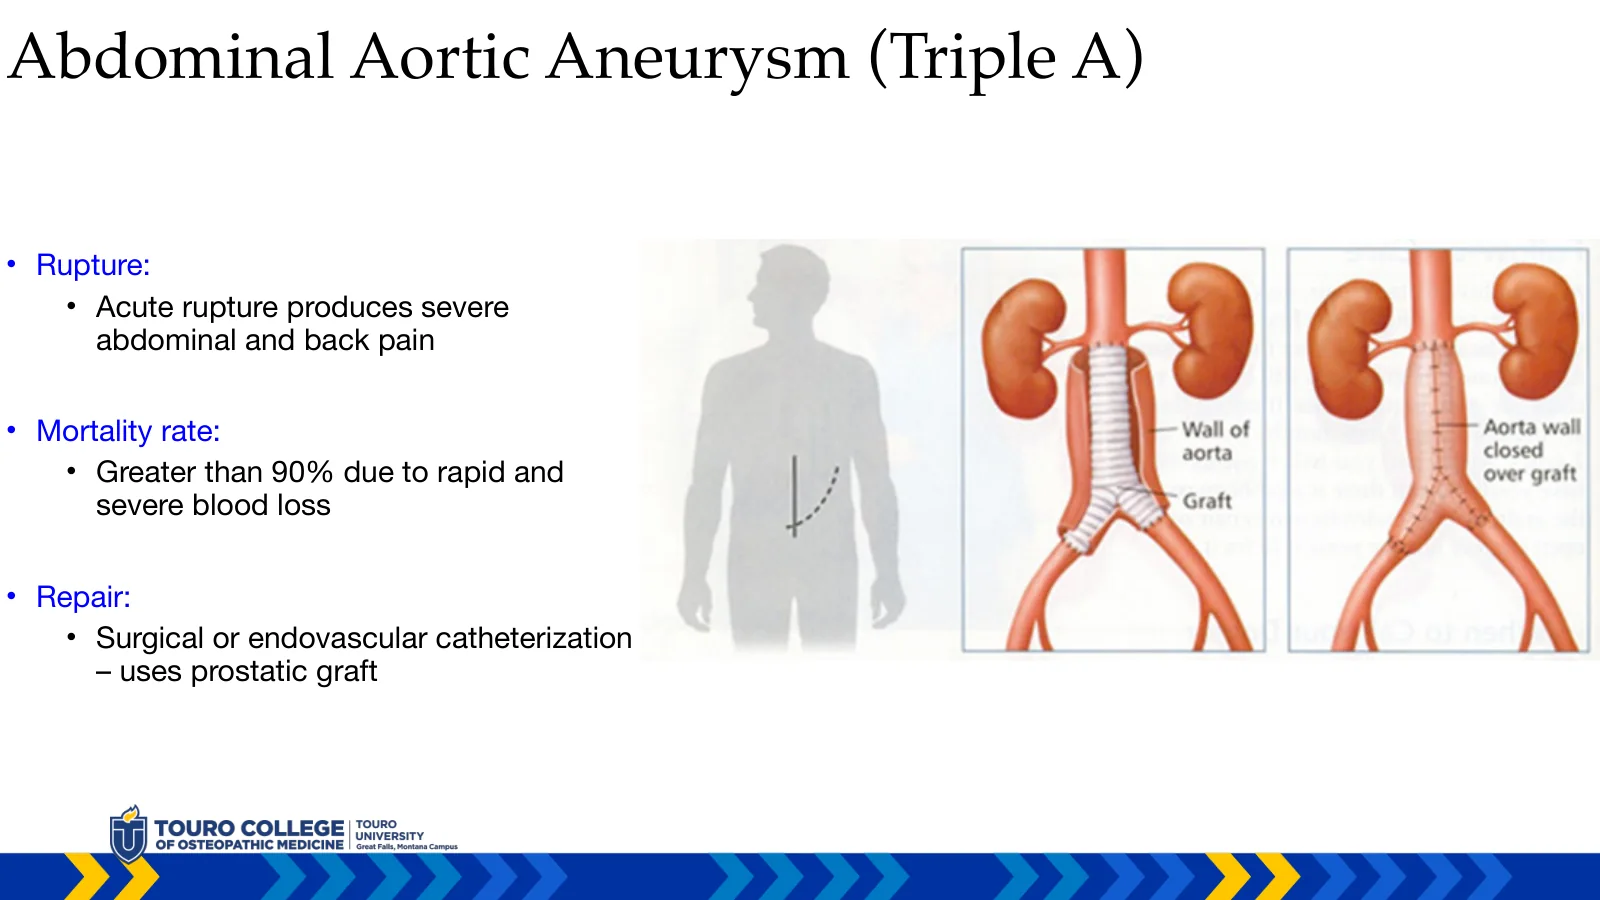 Abdominal Aortic Aneurysm (Triple A)
• Rupture:
• Acute rupture produces severe
abdominal and back pain
• Mortality rate:
• Greater than 90% due to rapid and
severe blood loss
• Repair:
• Surgical or endovascular catheterization
– uses prostatic graft
Wall of
aorta
Graft
Aorta wall
closed
over graft
TOURO COLLEGE
OF OSTEOPATHIC MEDICINE
TOURO
UNIVERSITY
Great Falls, Montana Campus